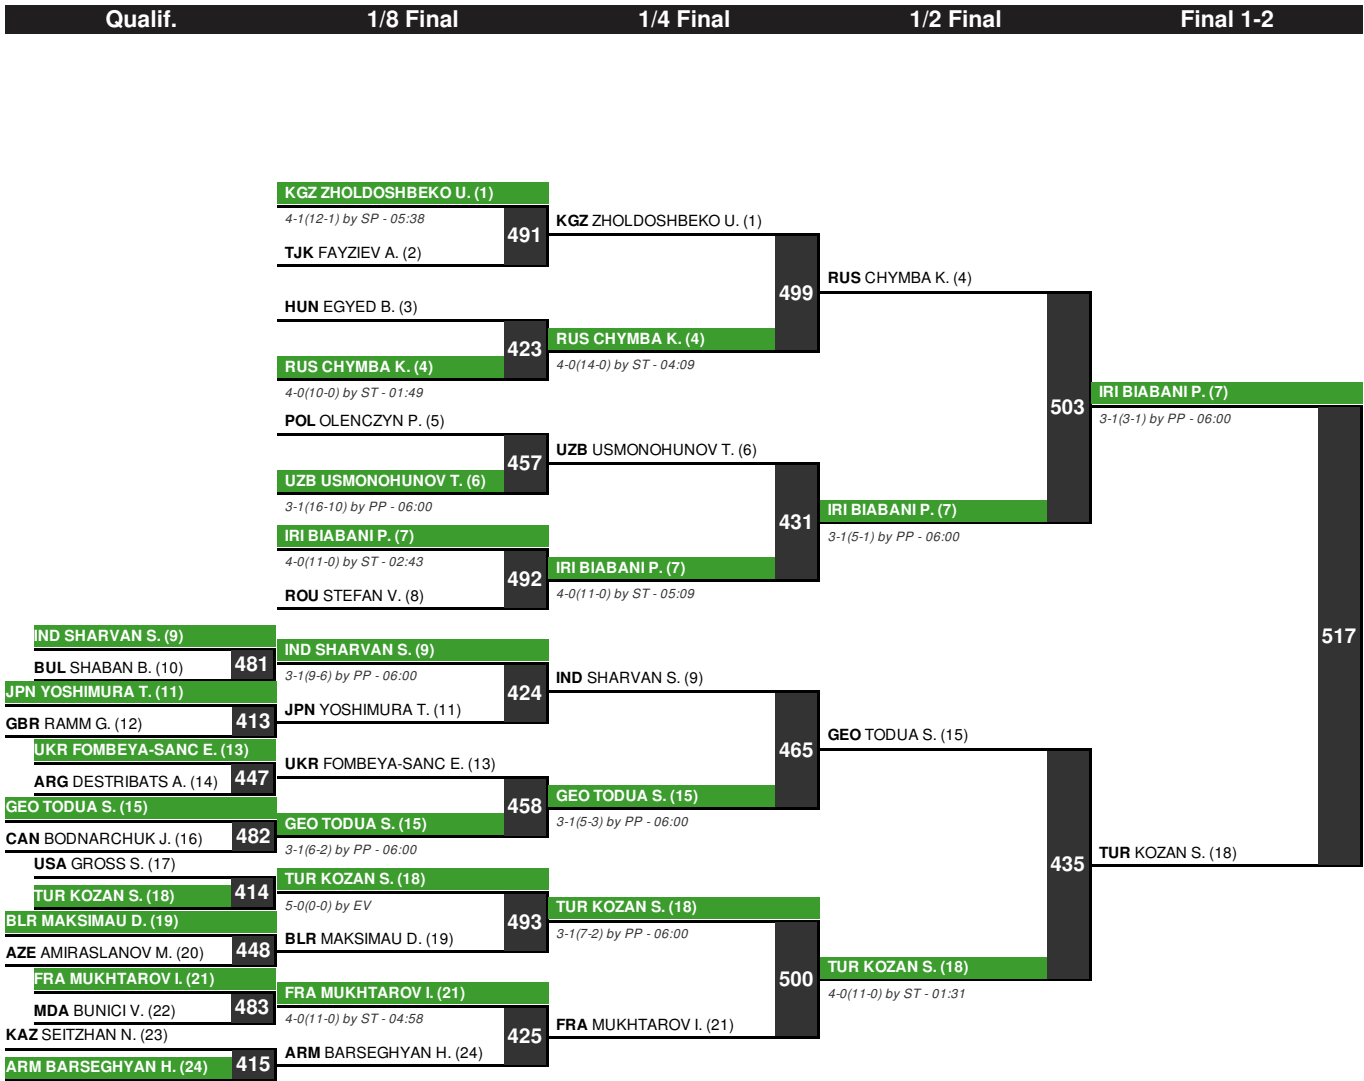 Qualif. 1/8 Final 1/4 Final 1/2 Final Final 1-2
KGZ ZHOLDOSHBEKO U. (1)
4-1(12-1) by SP - 05:38
491
TJK FAYZIEV A. (2)
HUN EGYED B. (3)
423
RUS CHYMBA K. (4)
4-0(10-0) by ST - 01:49
POL OLENCZYN P. (5)
457
UZB USMONOHUNOV T. (6)
3-1(16-10) by PP - 06:00
IRI BIABANI P. (7)
4-0(11-0) by ST - 02:43
492
ROU STEFAN V. (8)
IND SHARVAN S. (9)
481
BUL SHABAN B. (10)
JPN YOSHIMURA T. (11)
413
GBR RAMM G. (12)
UKR FOMBEYA-SANC E. (13)
447
ARG DESTRIBATS A. (14)
GEO TODUA S. (15)
482
CAN BODNARCHUK J. (16)
USA GROSS S. (17)
414
TUR KOZAN S. (18)
BLR MAKSIMAU D. (19)
448
AZE AMIRASLANOV M. (20)
FRA MUKHTAROV I. (21)
483
MDA BUNICI V. (22)
KAZ SEITZHAN N. (23)
415
ARM BARSEGHYAN H. (24)
IND SHARVAN S. (9)
3-1(9-6) by PP - 06:00
424
JPN YOSHIMURA T. (11)
UKR FOMBEYA-SANC E. (13)
458
GEO TODUA S. (15)
3-1(6-2) by PP - 06:00
TUR KOZAN S. (18)
5-0(0-0) by EV
493
BLR MAKSIMAU D. (19)
FRA MUKHTAROV I. (21)
4-0(11-0) by ST - 04:58
425
ARM BARSEGHYAN H. (24)
KGZ ZHOLDOSHBEKO U. (1)
499
RUS CHYMBA K. (4)
4-0(14-0) by ST - 04:09
UZB USMONOHUNOV T. (6)
431
IRI BIABANI P. (7)
4-0(11-0) by ST - 05:09
IND SHARVAN S. (9)
465
GEO TODUA S. (15)
3-1(5-3) by PP - 06:00
TUR KOZAN S. (18)
3-1(7-2) by PP - 06:00
500
FRA MUKHTAROV I. (21)
RUS CHYMBA K. (4)
503
IRI BIABANI P. (7)
3-1(5-1) by PP - 06:00
GEO TODUA S. (15)
435
TUR KOZAN S. (18)
4-0(11-0) by ST - 01:31
IRI BIABANI P. (7)
3-1(3-1) by PP - 06:00
517
TUR KOZAN S. (18)